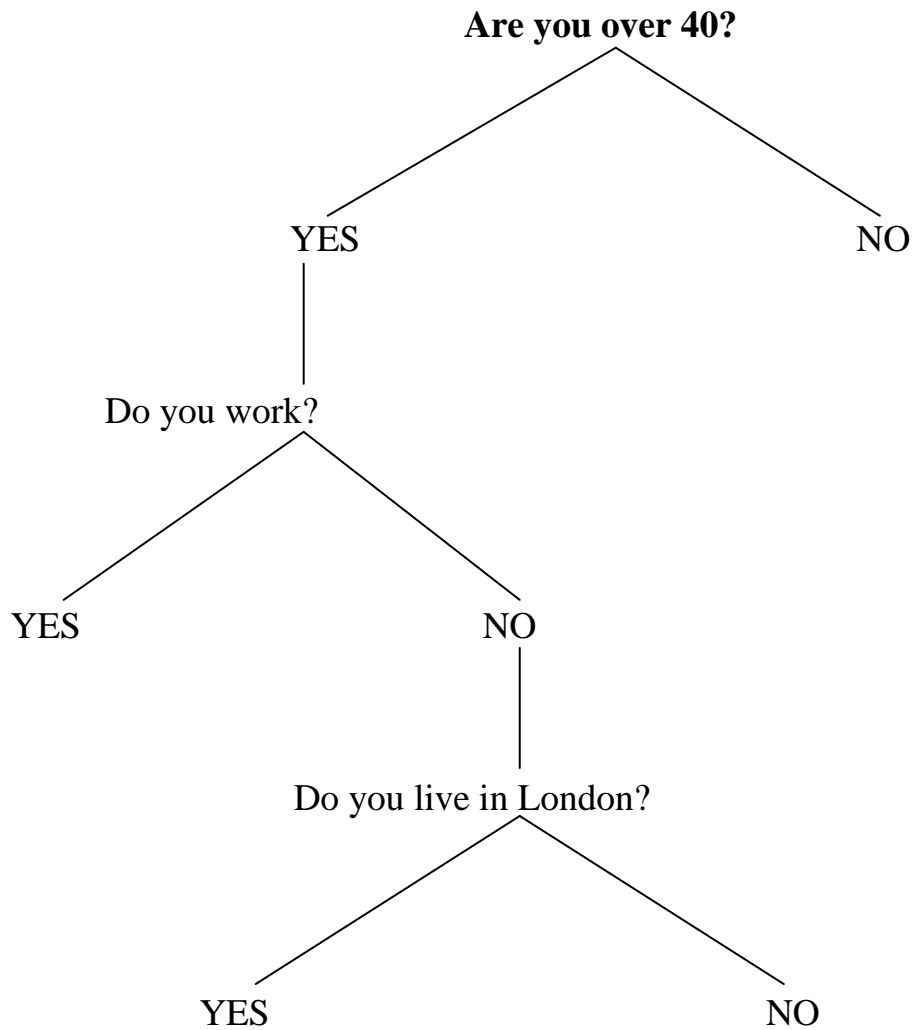 Are you over 40?
YES NO
Do you work?
YES NO
Do you live in London?
YES NO